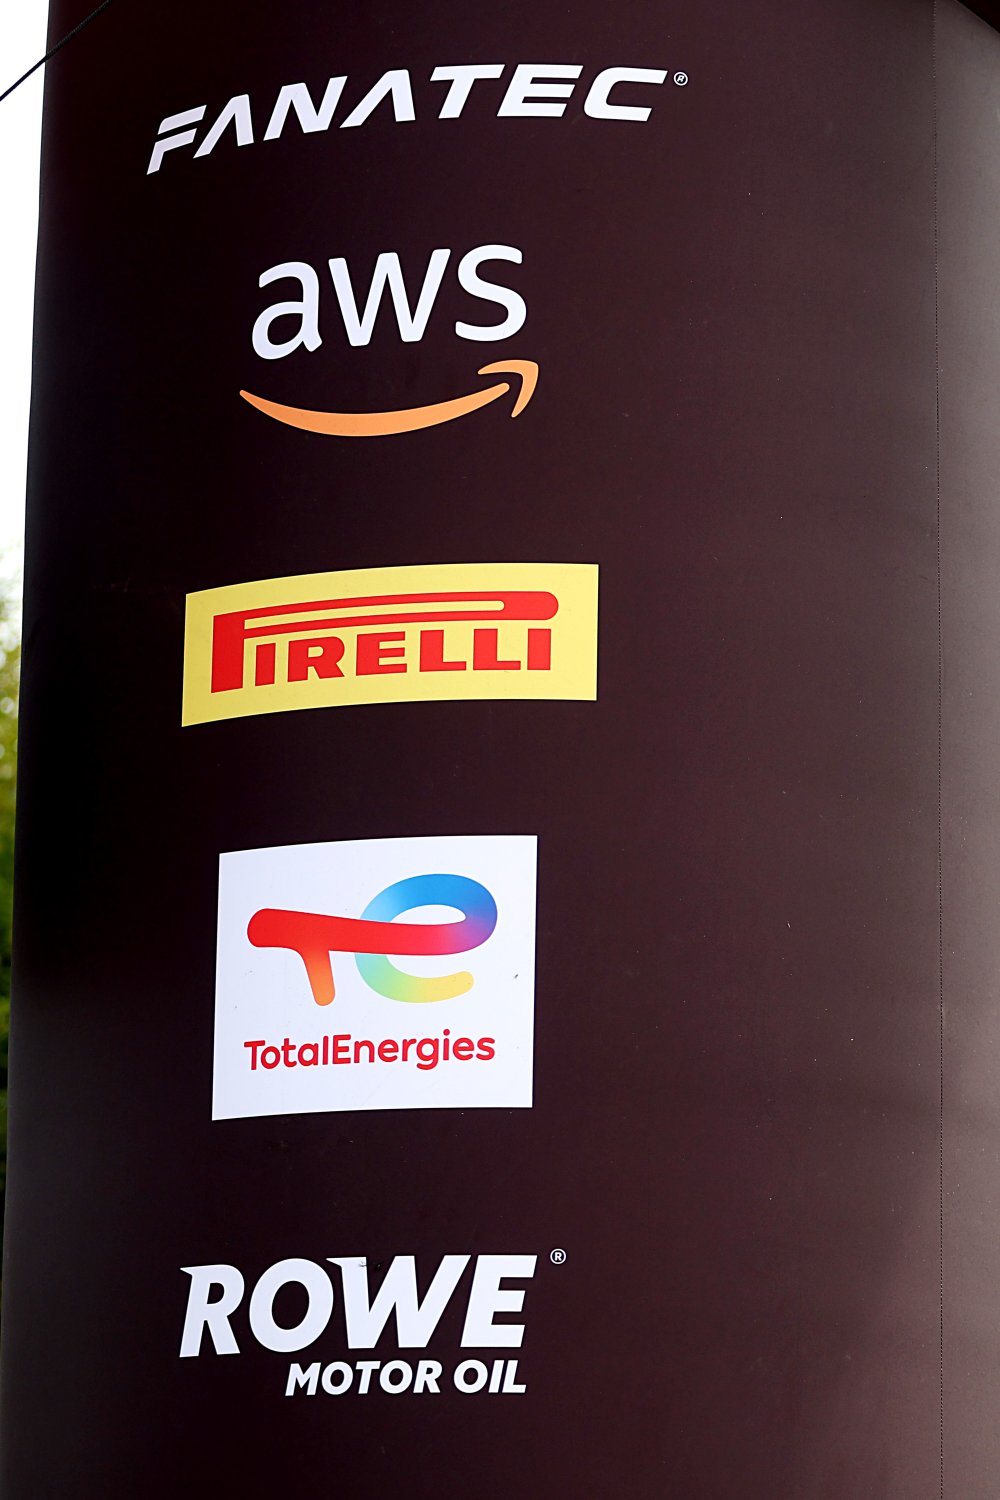 FANATEC®
aws
PIRELLI
TotalEnergies
ROWE®
MOTOR OIL